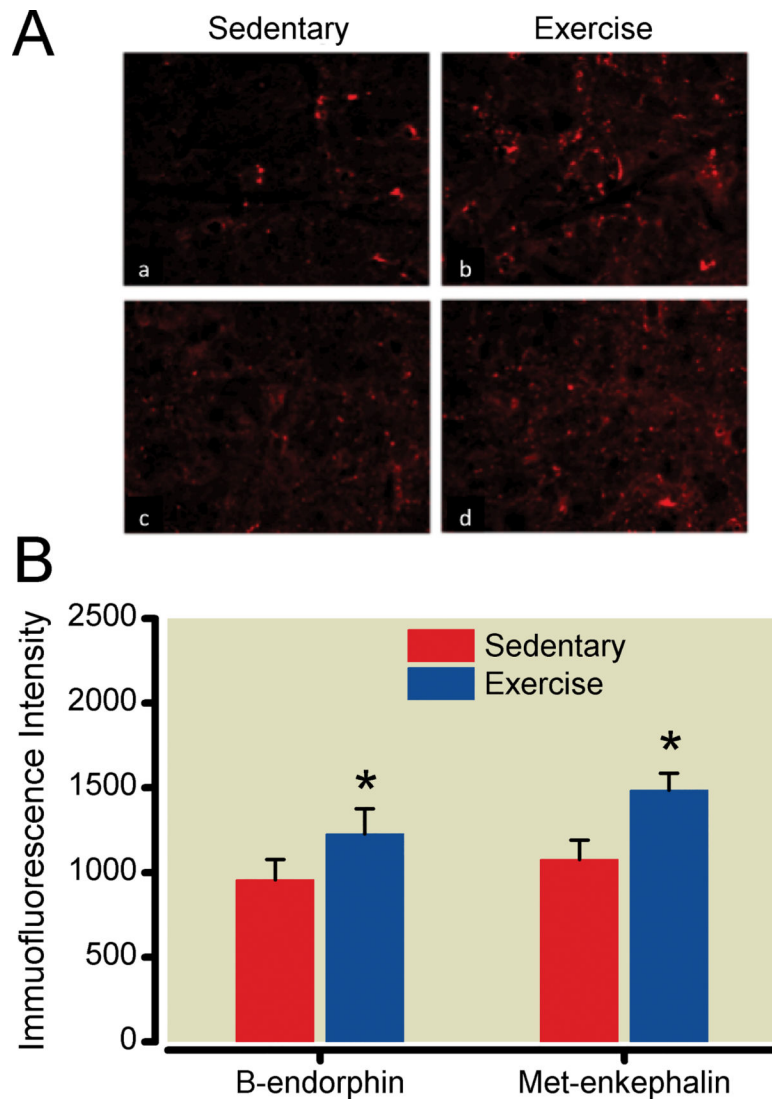 A
Sedentary Exercise
a b
c d
B
Immuofluorescence Intensity
2500
2000
1500
1000
500
0
Sedentary
Exercise
* *
B-endorphin Met-enkephalin